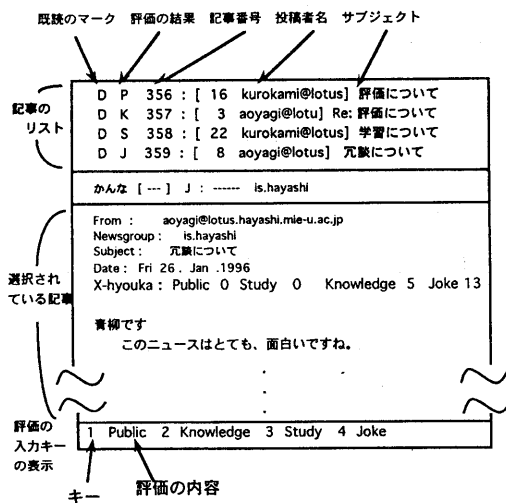 既読のマーク 評価の結果 記事番号 投稿者名 サブジェクト
記事の
リスト
D P 356 : [ 16 kurokami@lotus] 評価について
D K 357 : [ 3 aoyagi@lotu] Re: 評価について
D S 358 : [ 22 kurokami@lotus] 学習について
D J 359 : [ 8 aoyagi@lotus] 冗談について
かんな [ --- ] J : ------ is.hayashi
From : aoyagi@lotus.hayashi.mie-u.ac.jp
Newsgroup : is.hayashi
Subject : 冗談について
Date : Fri 26 . Jan .1996
X-hyouka : Public 0 Study 0 Knowledge 5 Joke 13
選択され
ている記事
青柳です
このニュースはとても、面白いですね。
評価の
入力キー
の表示
1 Public 2 Knowledge 3 Study 4 Joke
キー 評価の内容